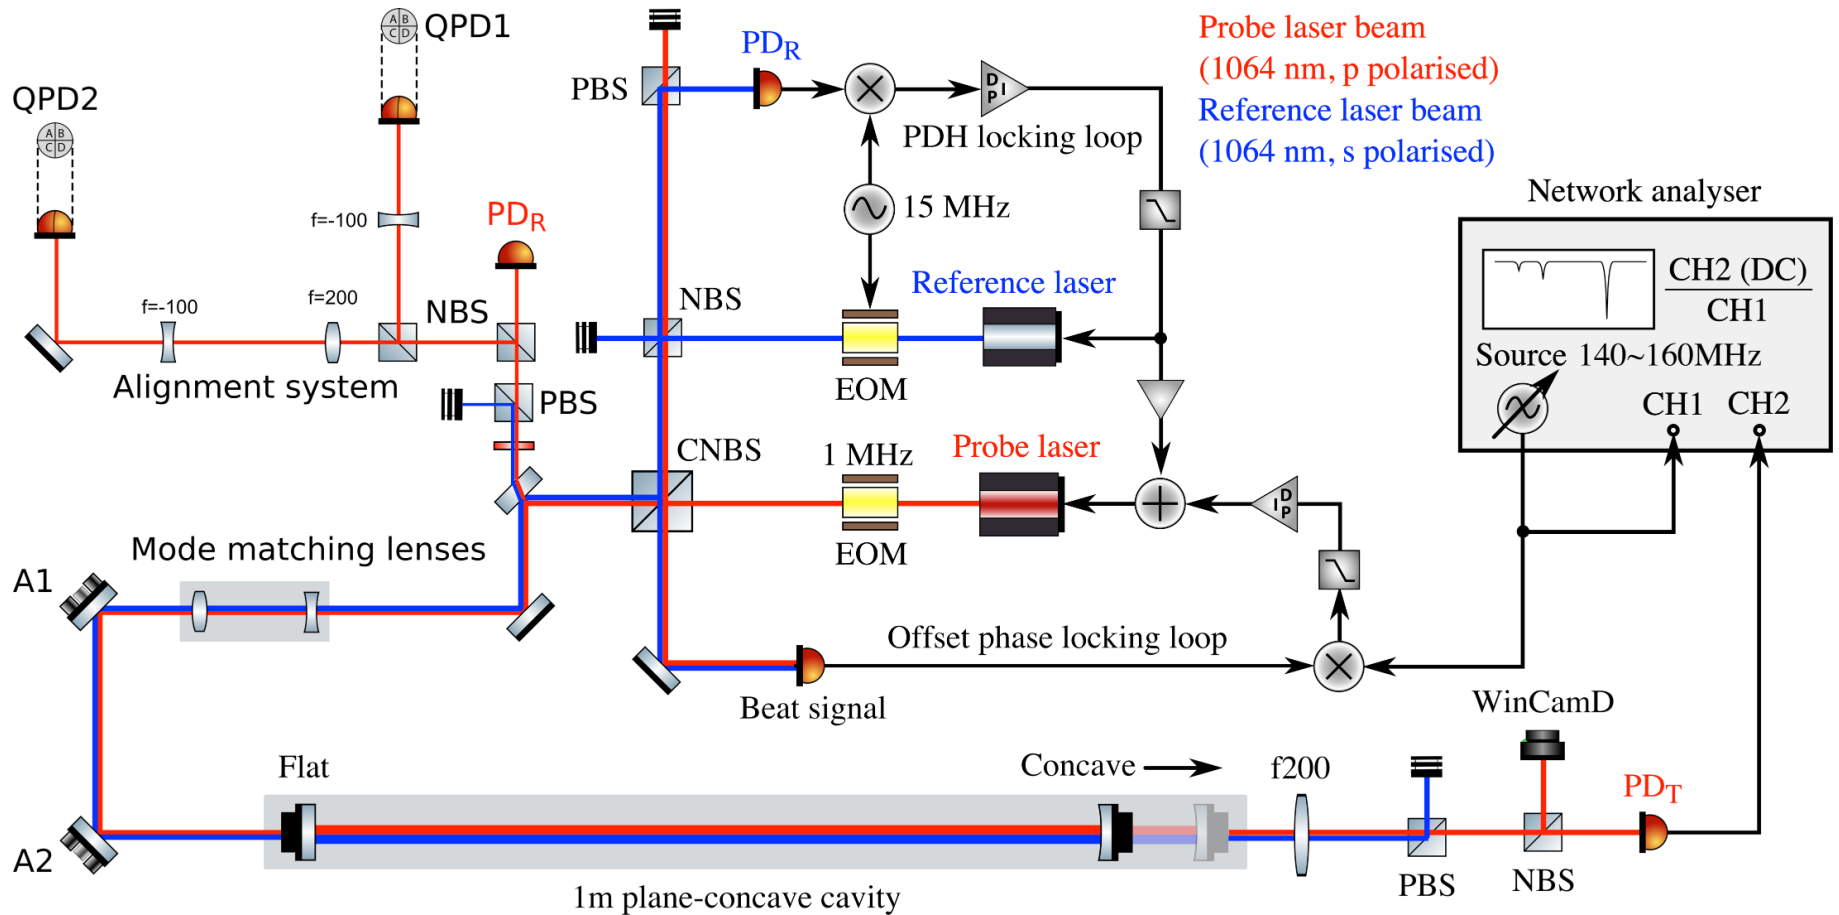 QPD1
A B
C D
QPD2
A B
C D
f=-100
PDR
f=-100
f=200
NBS
Alignment system
PBS
Mode matching lenses
A1
A2
PBS
PDR
D
P I
PDH locking loop
15 MHz
NBS
Reference laser
EOM
CNBS
1 MHz
Probe laser
EOM
D
I P
Offset phase locking loop
Beat signal
Probe laser beam
(1064 nm, p polarised)
Reference laser beam
(1064 nm, s polarised)
Network analyser
CH2 (DC)
CH1
Source 140~160MHz
CH1 CH2
WinCamD
Flat
Concave
f200
PDT
PBS
NBS
1m plane-concave cavity